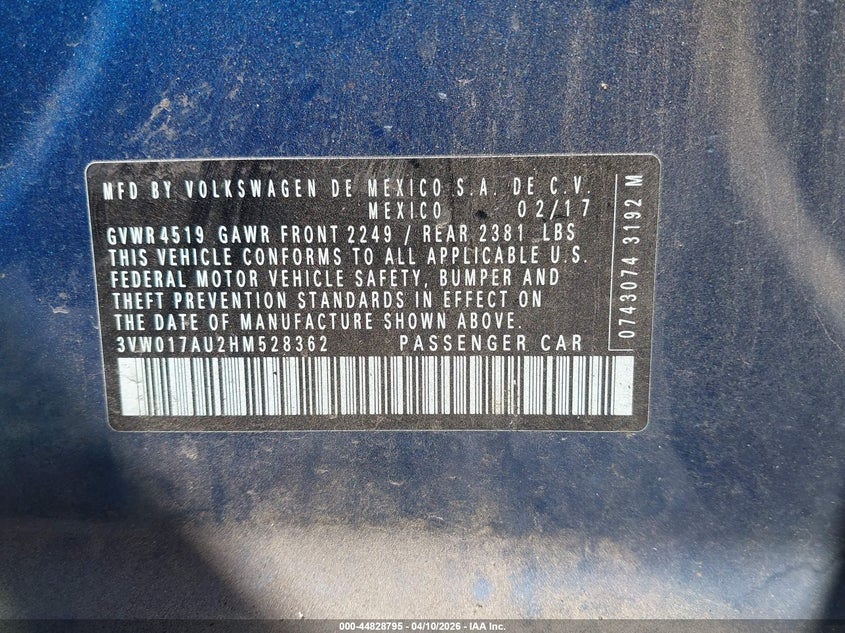 MFD BY VOLKSWAGEN DE MEXICO S.A. DE C.V.
MEXICO 02/17
GVWR 4519 GAWR FRONT 2249 / REAR 2381 LBS
THIS VEHICLE CONFORMS TO ALL APPLICABLE U.S.
FEDERAL MOTOR VEHICLE SAFETY, BUMPER AND
THEFT PREVENTION STANDARDS IN EFFECT ON
THE DATE OF MANUFACTURE SHOWN ABOVE.
3VW017AU2HM528362 PASSENGER CAR
0743074 3192 M
000-44828795 - 04/10/2026 - IAA Inc.